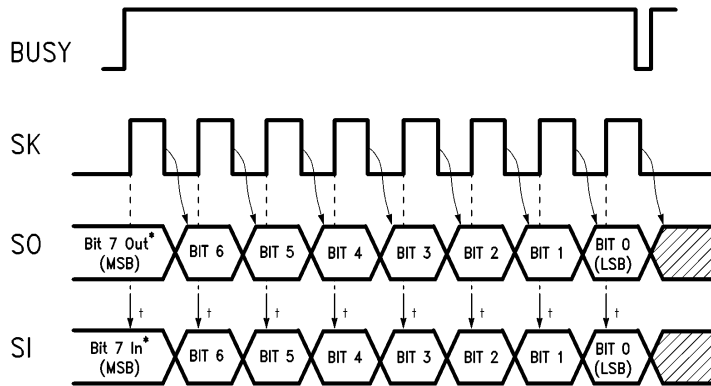 BUSY
SK
SO
Bit 7 Out*
(MSB)
BIT 6
BIT 5
BIT 4
BIT 3
BIT 2
BIT 1
BIT 0
(LSB)
† † † † † † † †
SI
Bit 7 In*
(MSB)
BIT 6
BIT 5
BIT 4
BIT 3
BIT 2
BIT 1
BIT 0
(LSB)